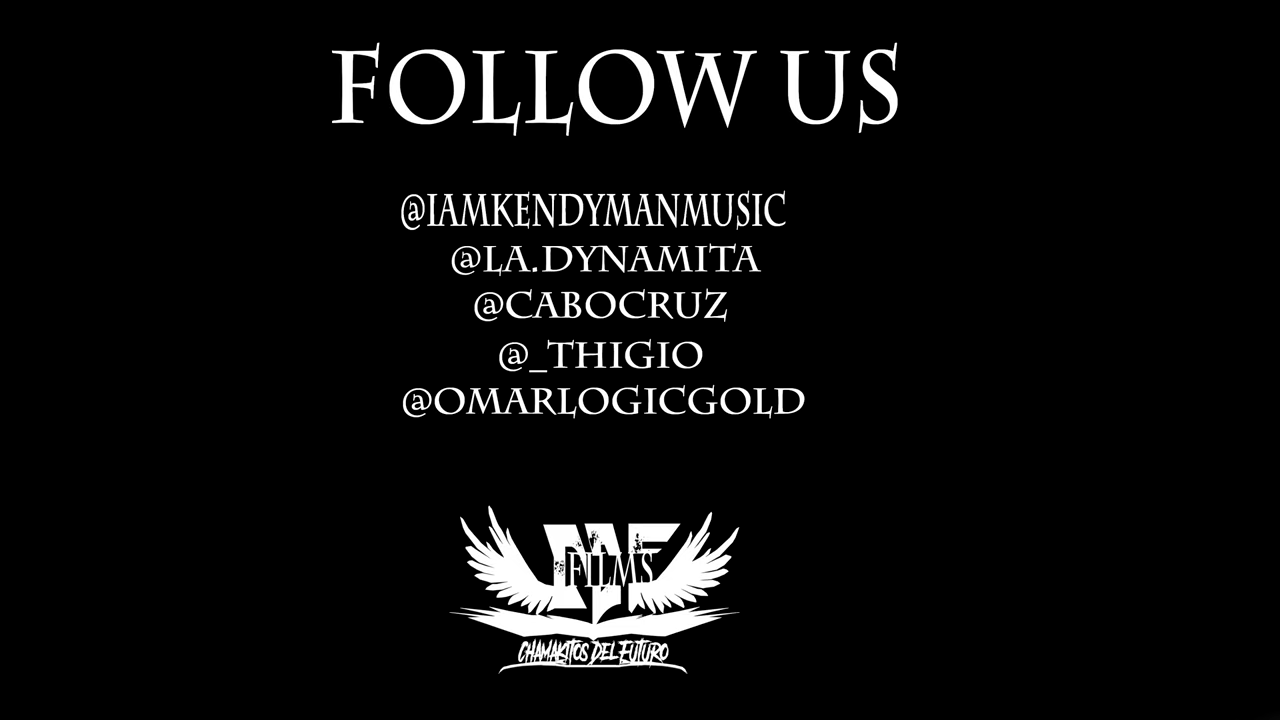 FOLLOW US
@IAMKENDYMANMUSIC
@LA.DYNAMITA
@CABOCRUZ
@_THIGIO
@OMARLOGICGOLD
FILMS
CHAMAKITOS DEL FUTURO